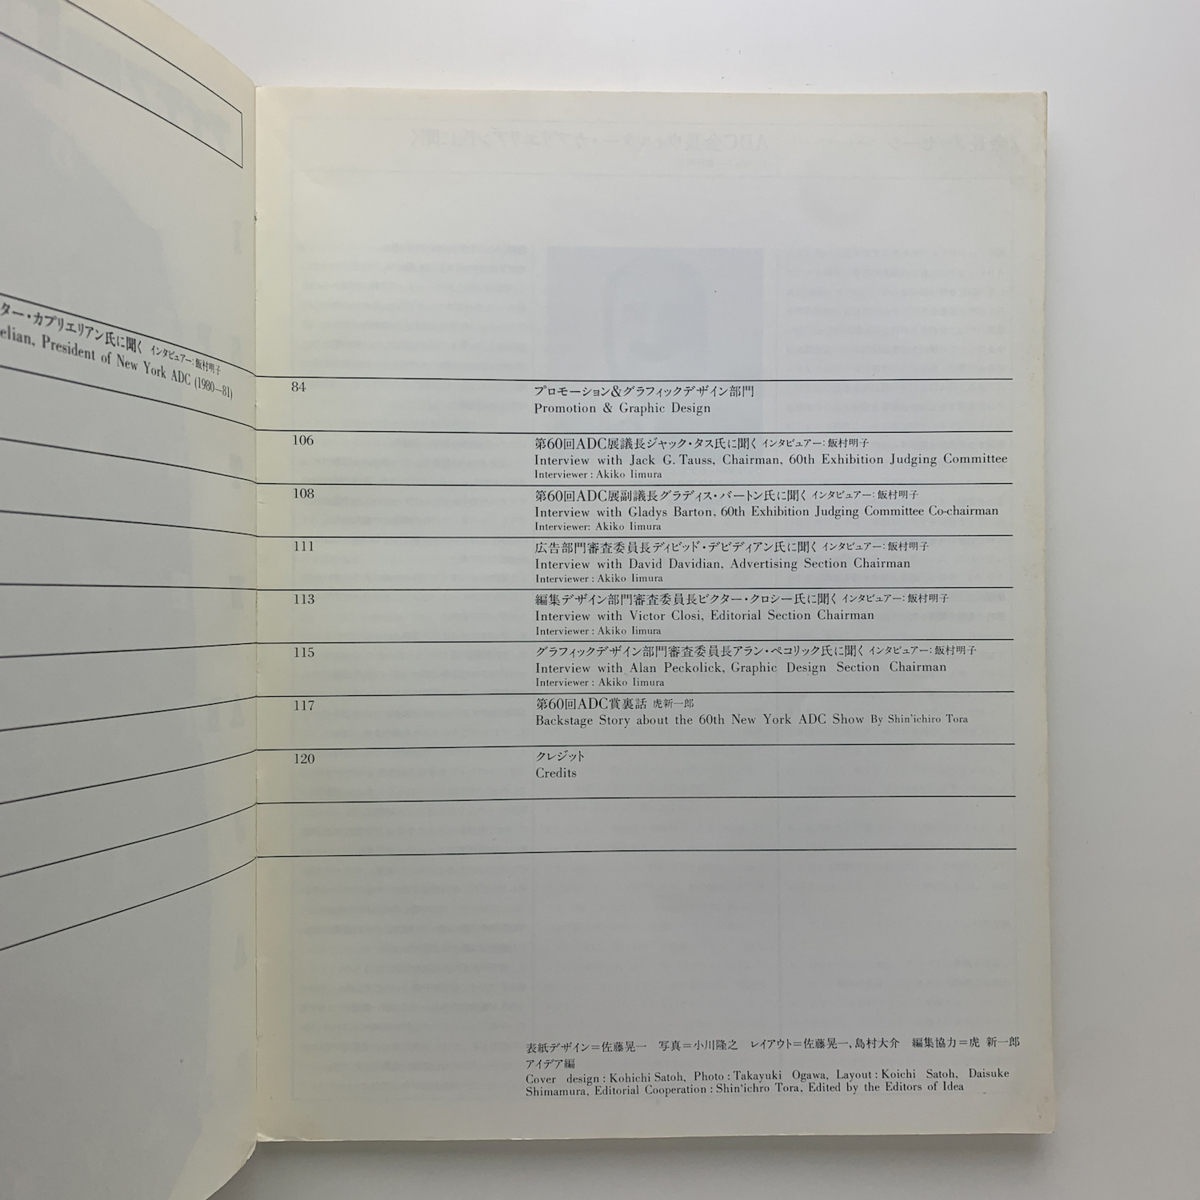 ター・カプリエリアン氏に聞く インタビュアー：飯村明子
elian, President of New York ADC (1980—81)
84
プロモーション&グラフィックデザイン部門
Promotion & Graphic Design
106
第60回ADC展議長ジャック・タス氏に聞く インタビュアー：飯村明子
Interview with Jack G. Tauss, Chairman, 60th Exhibition Judging Committee
Interviewer : Akiko Iimura
108
第60回ADC展副議長グラディス・バートン氏に聞く インタビュアー：飯村明子
Interview with Gladys Barton, 60th Exhibition Judging Committee Co-chairman
Interviewer: Akiko Iimura
111
広告部門審査委員長ディビッド・デビディアン氏に聞く インタビュアー：飯村明子
Interview with David Davidian, Advertising Section Chairman
Interviewer : Akiko Iimura
113
編集デザイン部門審査委員長ビクター・クロシー氏に聞く インタビュアー：飯村明子
Interview with Victor Closi, Editorial Section Chairman
Interviewer : Akiko Iimura
115
グラフィックデザイン部門審査委員長アラン・ペコリック氏に聞く インタビュアー：飯村明子
Interview with Alan Peckolick, Graphic Design Section Chairman
Interviewer : Akiko Iimura
117
第60回ADC賞裏話 虎新一郎
Backstage Story about the 60th New York ADC Show By Shin'ichiro Tora
120
クレジット
Credits
表紙デザイン＝佐藤晃一 写真＝小川隆之 レイアウト＝佐藤晃一，島村大介 編集協力＝虎 新一郎
アイデア編
Cover design : Kohichi Satoh, Photo : Takayuki Ogawa, Layout : Koichi Satoh, Daisuke
Shimamura, Editorial Cooperation : Shin'ichro Tora, Edited by the Editors of Idea